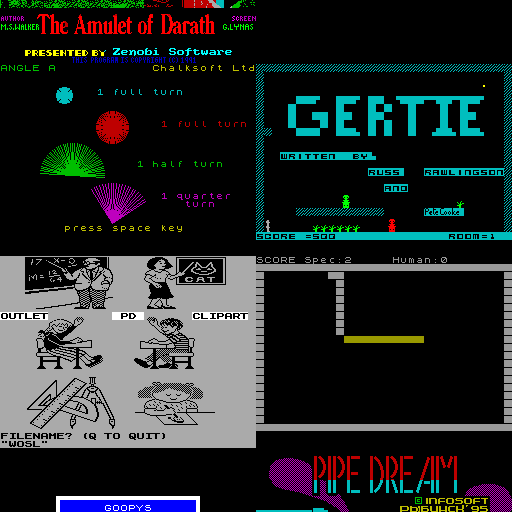 AUTHOR
M.S.WALKER
The Amulet of Darath
SCREEN
G.LYNAS
PRESENTED BY Zenobi Software
ANGLE A
Chalksoft Ltd
1 full turn
1 full turn
1 half turn
1 quarter
turn
press space key
GERTIE
WRITTEN BY
RUSS RAWLINGSON
AND
SCORE =500
ROOM=1
CAT
OUTLET PD CLIPART
FILENAME? (Q TO QUIT)
"WOSL"
SCORE Spec:2 Human:0
GOOPYS
PIPE DREAM
© INFOSOFT